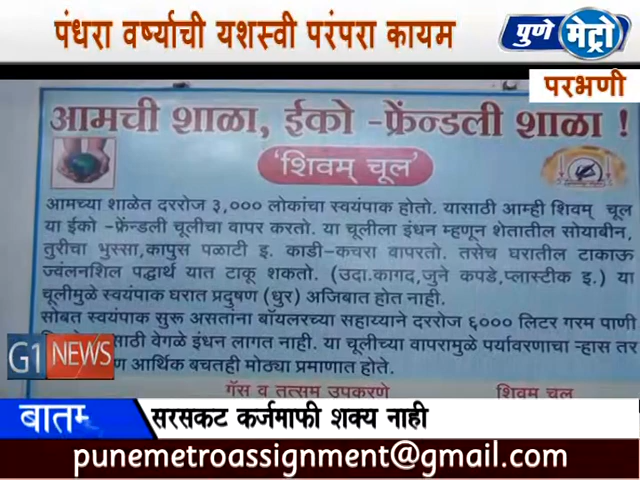 पंधरा वर्ष्याची यशस्वी परंपरा कायम
पुणे मेट्रो
परभणी
आमची शाळा, ईको -फ्रेंन्डली शाळा !
'शिवम् चूल'
आमच्या शाळेत दररोज ३,००० लोकांचा स्वयंपाक होतो. यासाठी आम्ही शिवम् चूल
या ईको -फ्रेंन्डली चूलीचा वापर करतो. या चूलीला इंधन म्हणून शेतातील सोयाबीन,
तुरीचा भुस्सा,कापुस पळाटी इ. काडी-कचरा वापरतो. तसेच घरातील टाकाऊ
ज्वंलनशिल पद्धार्थ यात टाकू शकतो. (उदा.कागद,जुने कपडे,प्लास्टीक इ.) या
चूलीमुळे स्वयंपाक घरात प्रदुषण (धुर) अजिबात होत नाही.
सोबत स्वयंपाक सुरू असतांना बॉयलरच्या सहाय्याने दररोज ६००० लिटर गरम पाणी
साठी वेगळे इंधन लागत नाही. या चूलीच्या वापरामुळे पर्यावरणाचा ऱ्हास तर
आर्थिक बचतही मोठ्या प्रमाणात होते.
गॅस व तत्सम उपकरणे शिवम् चूल
G1 NEWS
बातम
सरसकट कर्जमाफी शक्य नाही
punemetroassignment@gmail.com